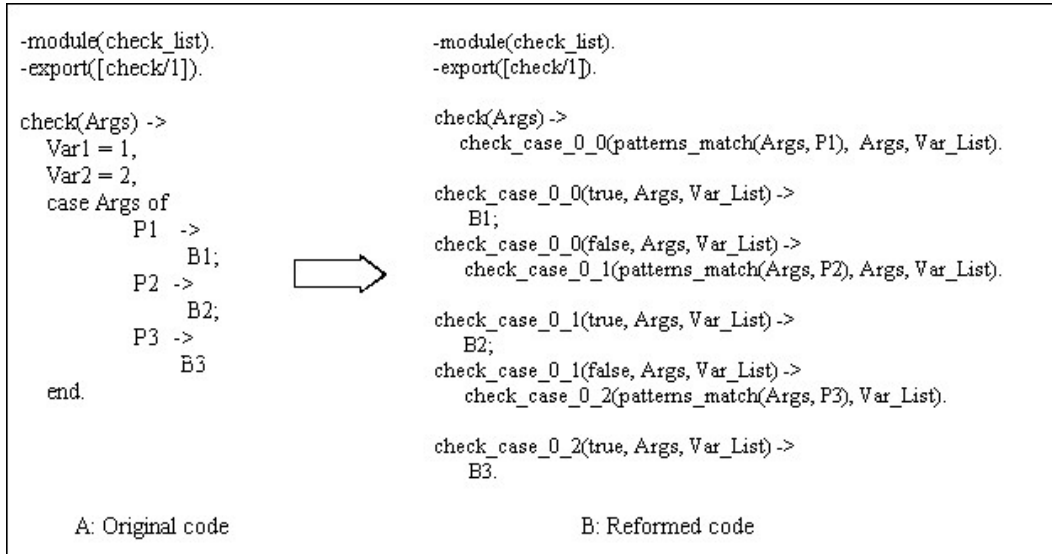 -module(check_list).
-export([check/1]).
check(Args) ->
Var1 = 1,
Var2 = 2,
case Args of
P1 ->
B1;
P2 ->
B2;
P3 ->
B3
end.
A: Original code
-module(check_list).
-export([check/1]).
check(Args) ->
check_case_0_0(patterns_match(Args, P1), Args, Var_List).
check_case_0_0(true, Args, Var_List) ->
B1;
check_case_0_0(false, Args, Var_List) ->
check_case_0_1(patterns_match(Args, P2), Args, Var_List).
check_case_0_1(true, Args, Var_List) ->
B2;
check_case_0_1(false, Args, Var_List) ->
check_case_0_2(patterns_match(Args, P3), Var_List).
check_case_0_2(true, Args, Var_List) ->
B3.
B: Reformed code